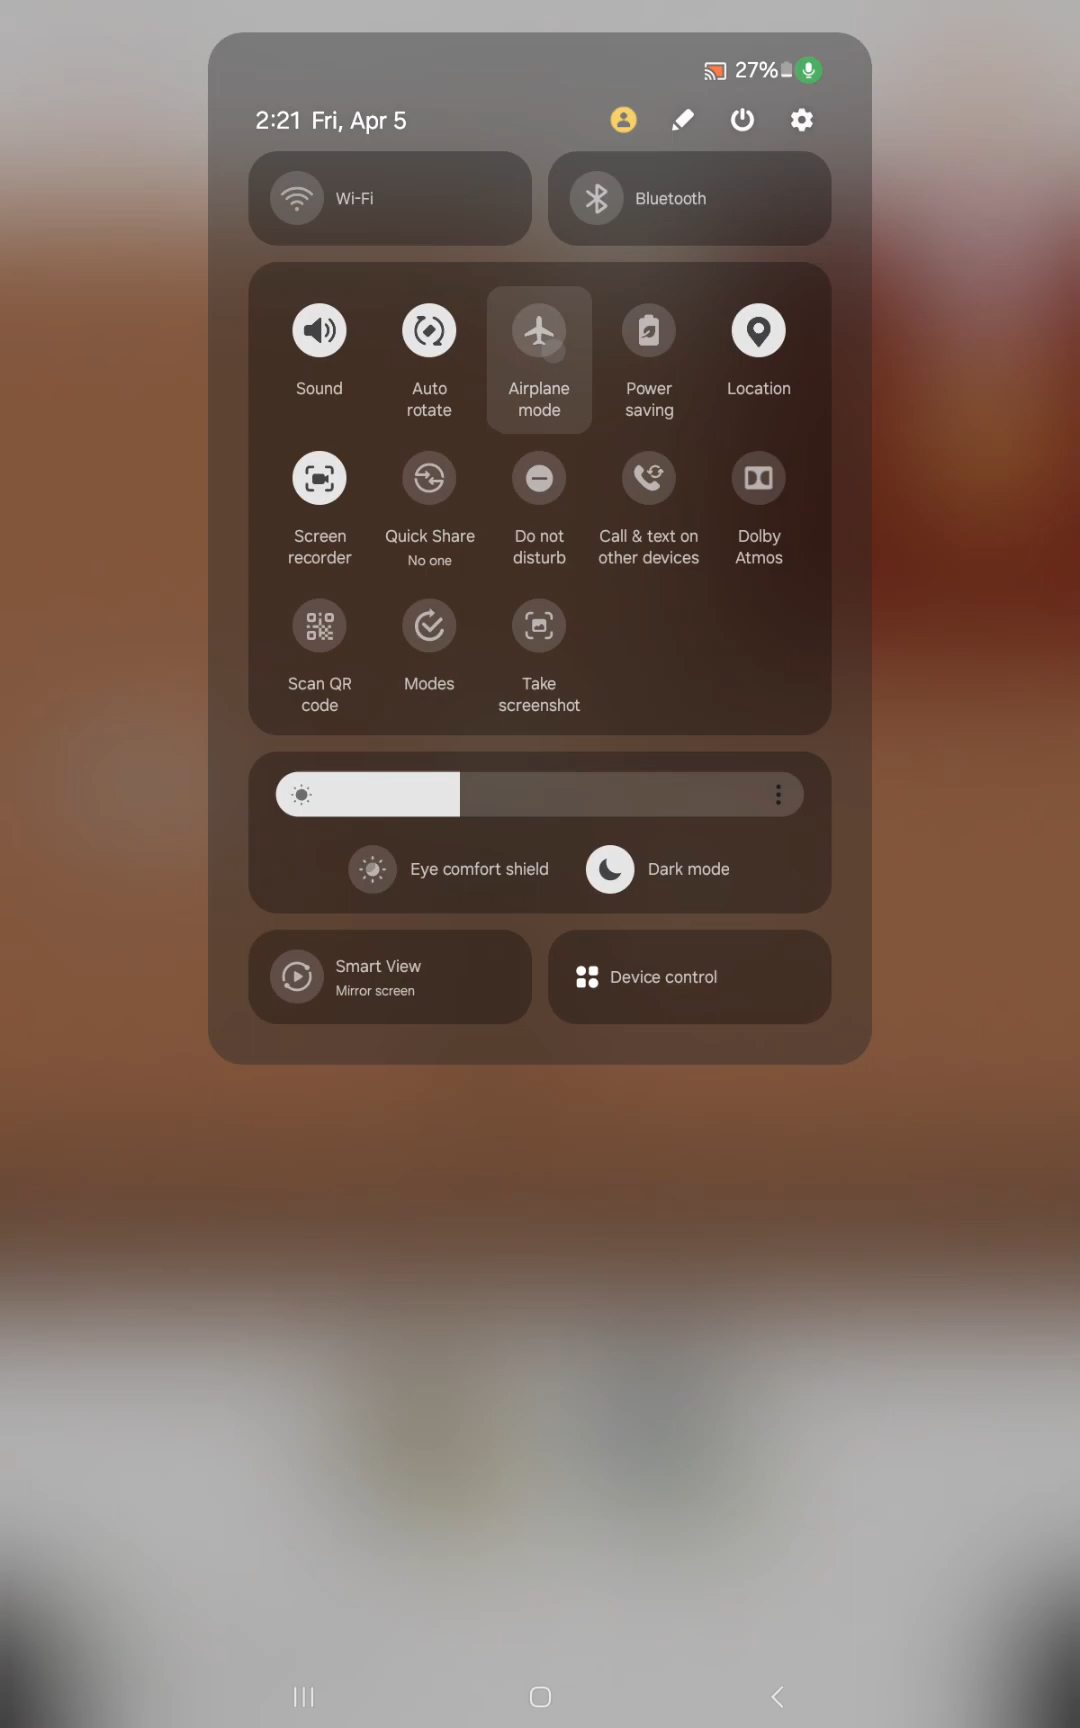 27%
2:21 Fri, Apr 5
Wi-Fi
Bluetooth
Sound
Auto
rotate
Airplane
mode
Power
saving
Location
Screen
recorder
Quick Share
No one
Do not
disturb
Call & text on
other devices
Dolby
Atmos
Scan QR
code
Modes
Take
screenshot
Eye comfort shield
Dark mode
Smart View
Mirror screen
Device control